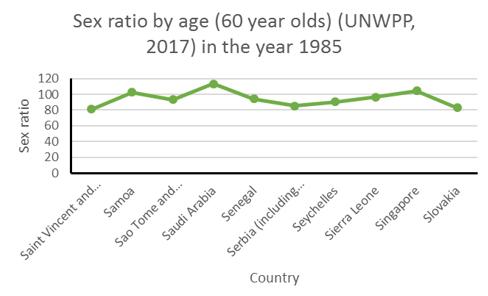 Sex ratio by age (60 year olds) (UNWPP,
2017) in the year 1985
120
100
80
60
40
20
0
Sex ratio
Saint Vincent and...
Samoa
Sao Tome and...
Saudi Arabia
Senegal
Serbia (including...
Seychelles
Sierra Leone
Singapore
Slovakia
Country